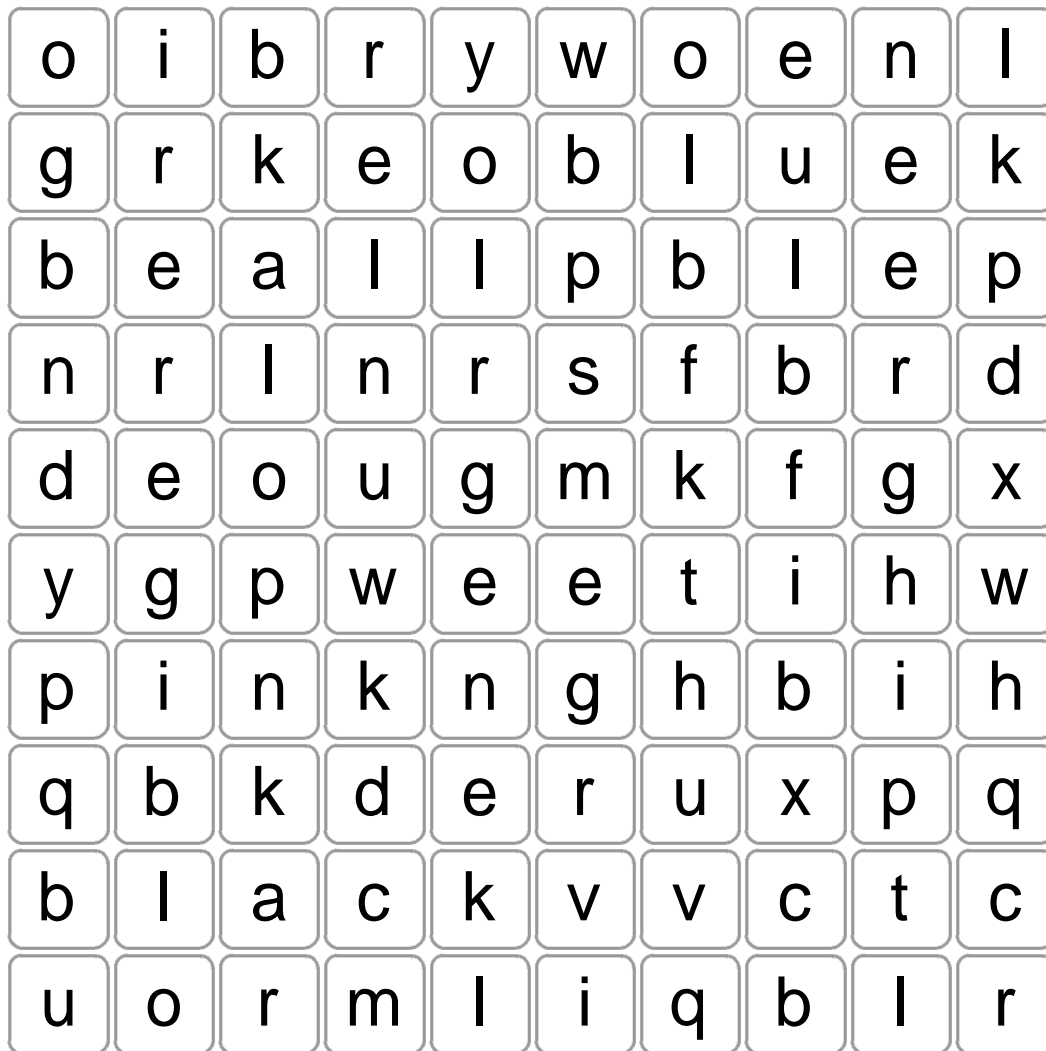 o i b r y w o e n l
g r k e o b l u e k
b e a l l p b l e p
n r l n r s f b r d
d e o u g m k f g x
y g p w e e t i h w
p i n k n g h b i h
q b k d e r u x p q
b l a c k v v c t c
u o r m l i q b l r